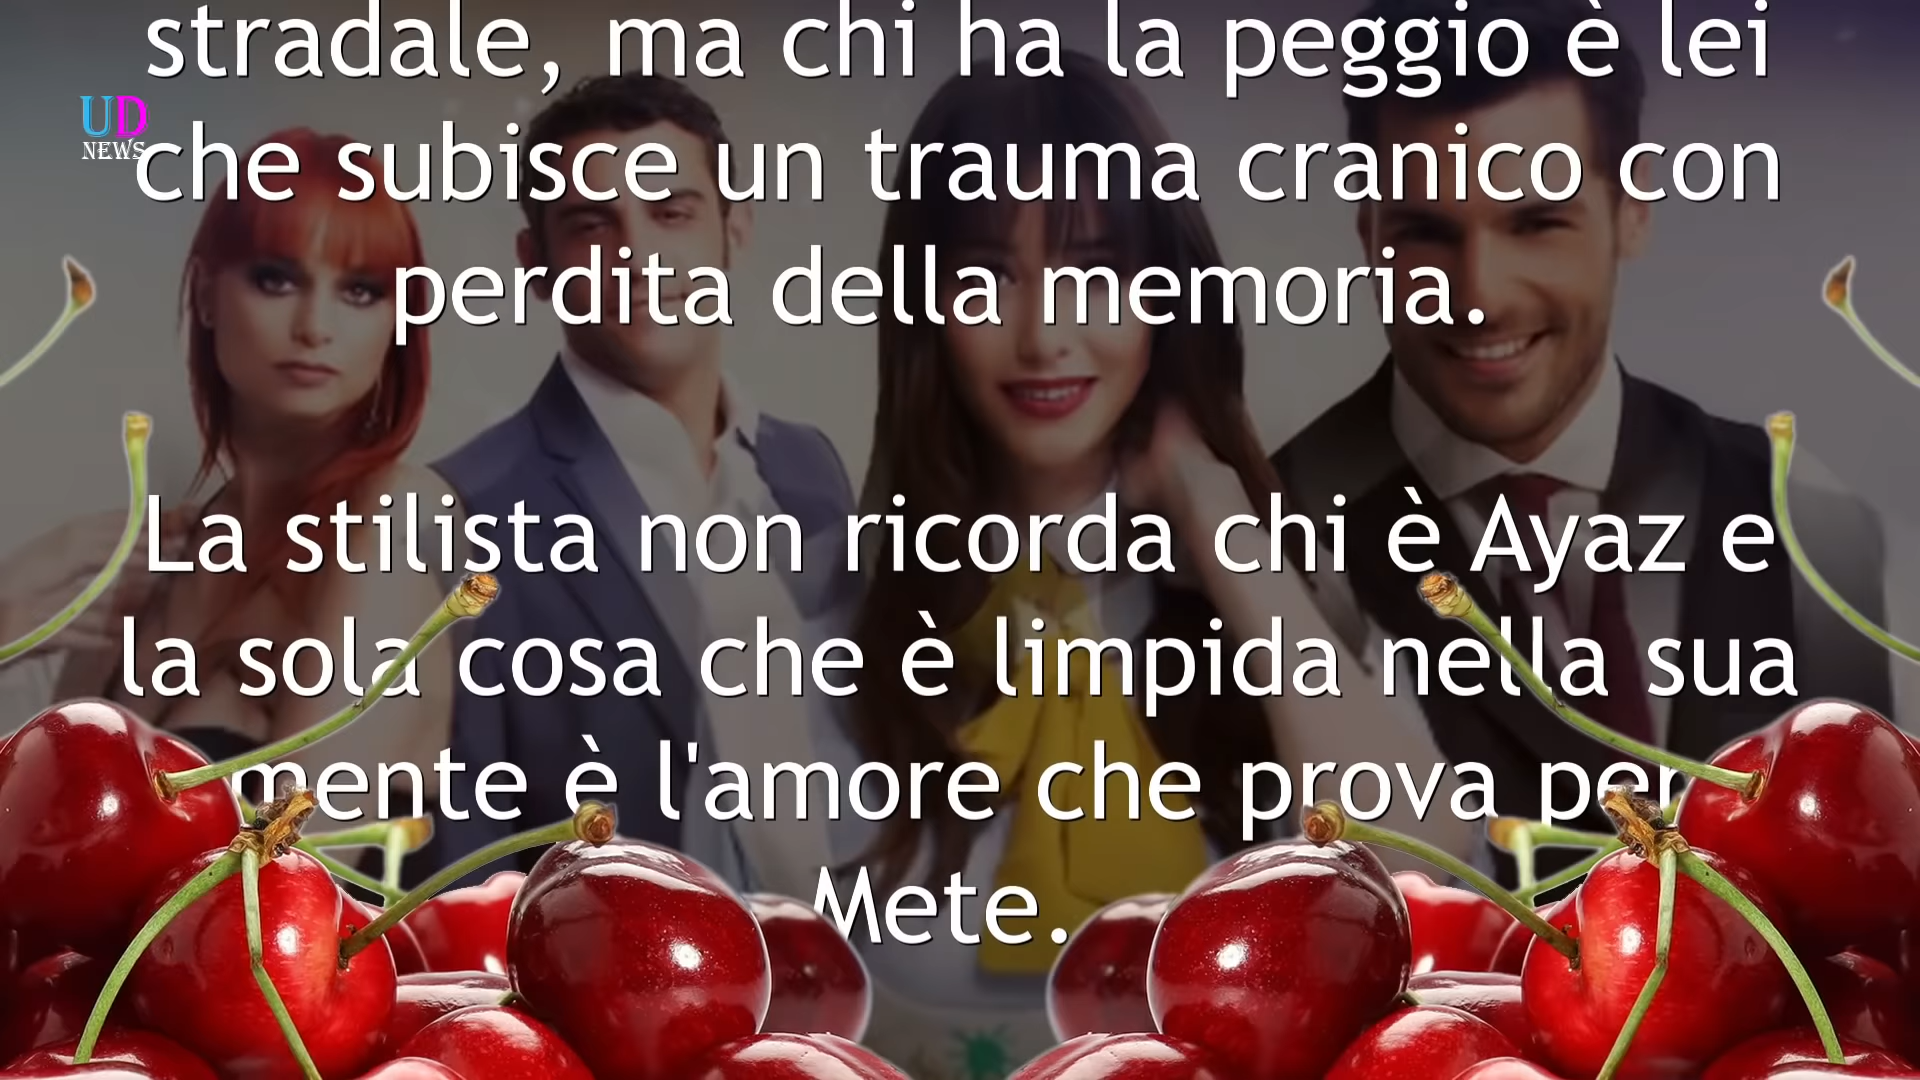 stradale, ma chi ha la peggio è lei
UD
NEWS
che subisce un trauma cranico con
perdita della memoria.
La stilista non ricorda chi è Ayaz e
la sola cosa che è limpida nella sua
mente è l'amore che prova per
Mete.